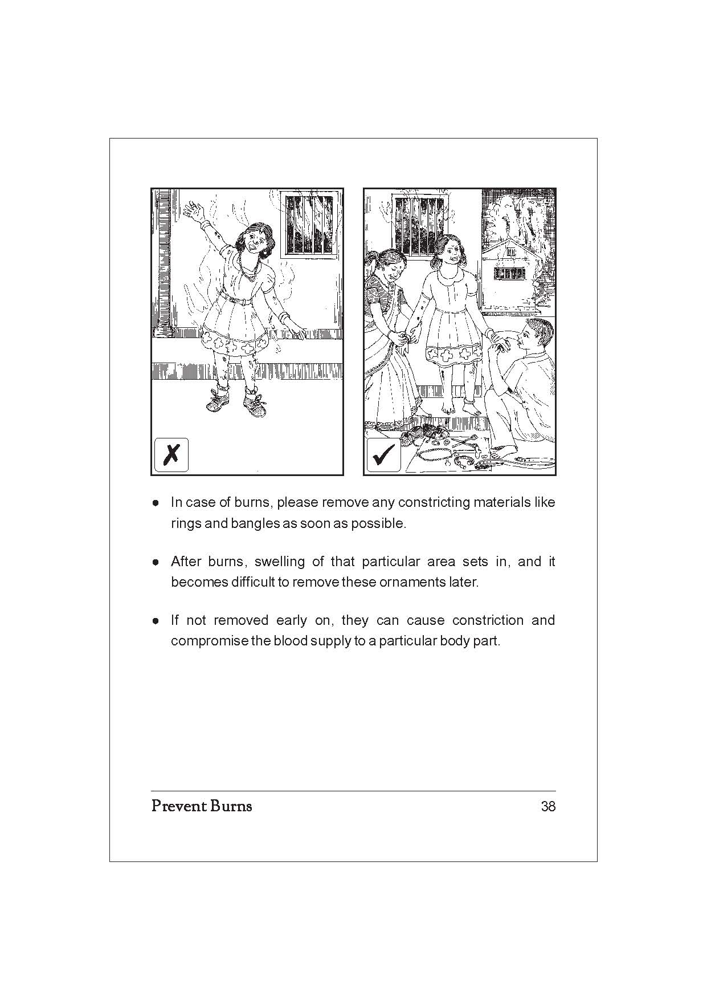 ● In case of burns, please remove any constricting materials like
rings and bangles as soon as possible.
● After burns, swelling of that particular area sets in, and it
becomes difficult to remove these ornaments later.
● If not removed early on, they can cause constriction and
compromise the blood supply to a particular body part.
Prevent Burns 38